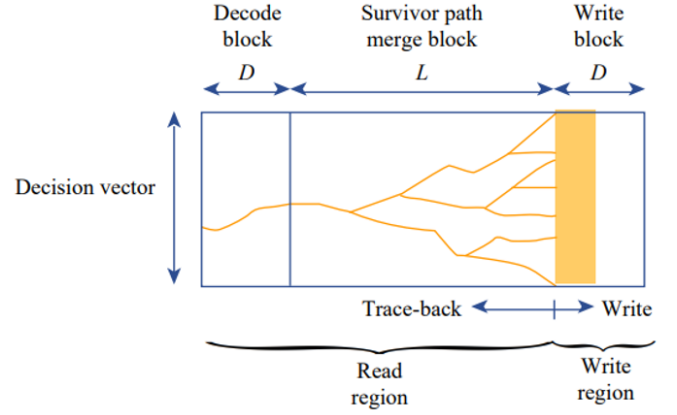 Decode block
Survivor path merge block
Write block
D
L
D
Decision vector
Trace-back
Write
Read region
Write region